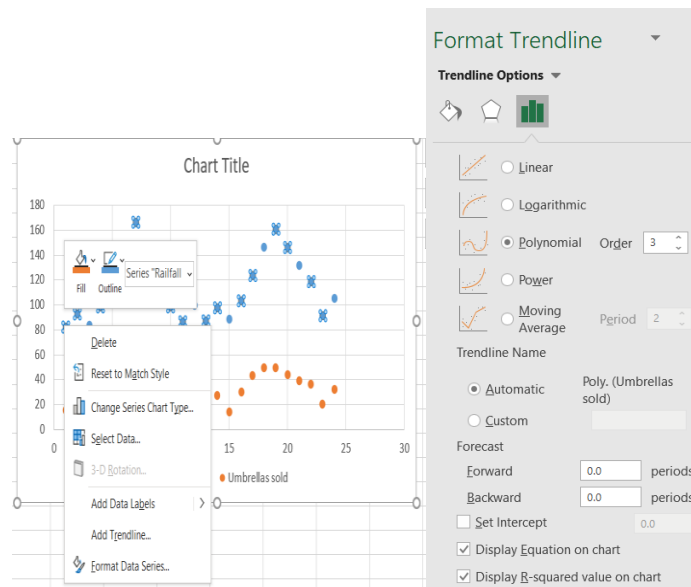 Chart Title
180
160
140
120
100
80
60
40
20
0
0
15
20
25
30
Umbrellas sold
Fill
Outline
Series "Railfall
Delete
Reset to Match Style
Change Series Chart Type...
Select Data...
3-D Rotation...
Add Data Labels
Add Trendline...
Format Data Series...
Format Trendline
Trendline Options
Linear
Logarithmic
Polynomial Order 3
Power
Moving
Average Period 2
Trendline Name
Automatic Poly. (Umbrellas
sold)
Custom
Forecast
Forward 0.0 periods
Backward 0.0 periods
Set Intercept 0.0
Display Equation on chart
Display R-squared value on chart